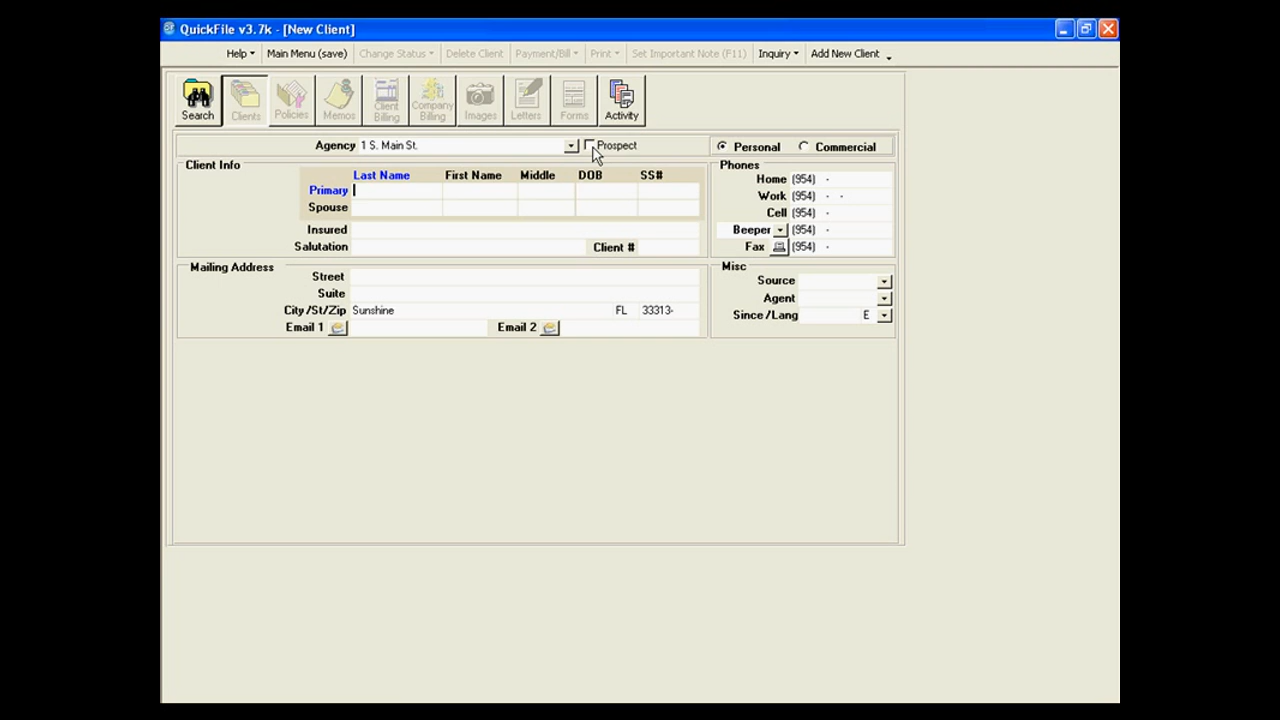 QuickFile v3.7k - [New Client]
Help Main Menu (save) Change Status Delete Client Payment/Bill Print Set Important Note (F11) Inquiry Add New Client
Search Clients Policies Memos Client Billing Company Billing Images Letters Forms Activity
Agency 1 S. Main St. Prospect Personal Commercial
Client Info
Last Name First Name Middle DOB SS#
Primary
Spouse
Insured
Salutation Client #
Phones
Home (954) -
Work (954) - -
Cell (954) -
Beeper (954) -
Fax (954) -
Mailing Address
Street
Suite
City/St/Zip Sunshine FL 33313-
Email 1 Email 2
Misc
Source
Agent
Since/Lang E